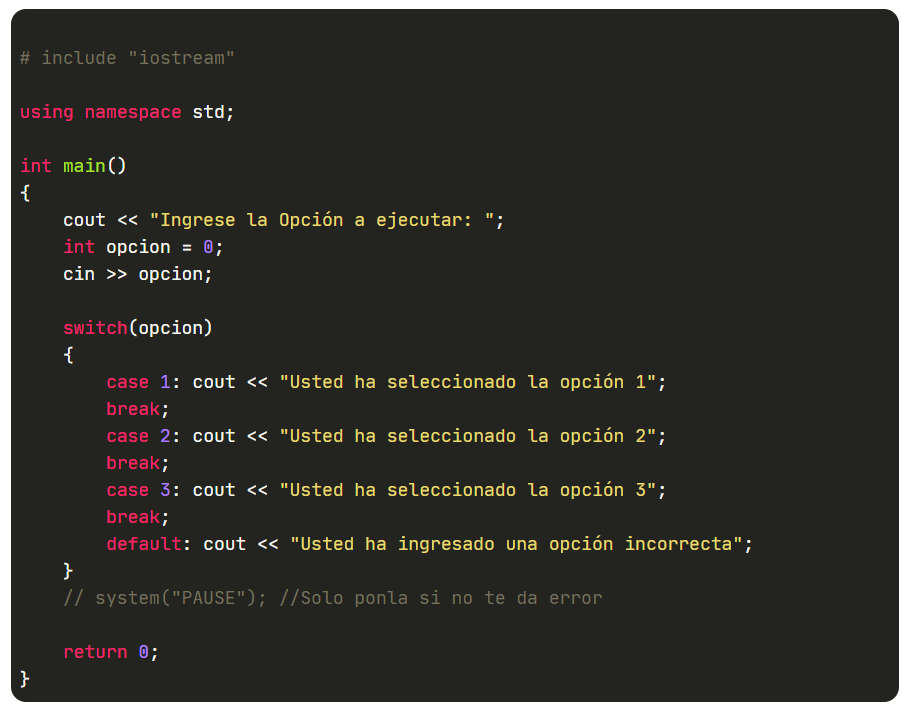 # include "iostream"
using namespace std;
int main()
{
    cout << "Ingrese la Opción a ejecutar: ";
    int opcion = 0;
    cin >> opcion;
    switch(opcion)
    {
        case 1: cout << "Usted ha seleccionado la opción 1";
        break;
        case 2: cout << "Usted ha seleccionado la opción 2";
        break;
        case 3: cout << "Usted ha seleccionado la opción 3";
        break;
        default: cout << "Usted ha ingresado una opción incorrecta";
    }
    // system("PAUSE"); //Solo ponla si no te da error
    return 0;
}